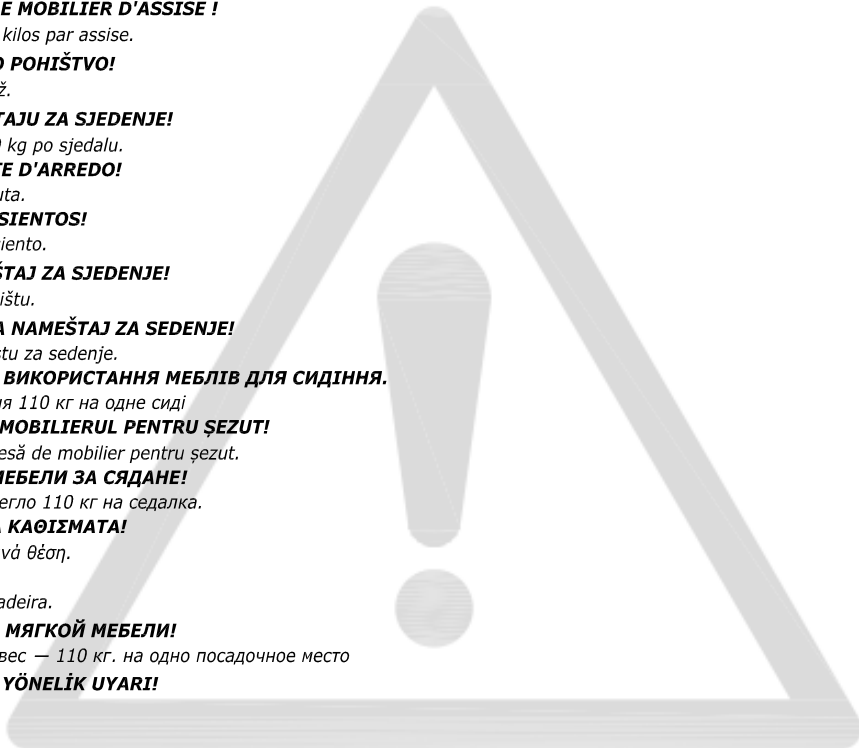 E MOBILIER D'ASSISE !
kilos par assise.
O POHIŠTVO!
ž.
TAJU ZA SJEDENJE!
kg po sjedalu.
TE D'ARREDO!
uta.
SIENTOS!
iento.
ŠTAJ ZA SJEDENJE!
ištu.
A NAMEŠTAJ ZA SEDENJE!
stu za sedenje.
ВИКОРИСТАННЯ МЕБЛІВ ДЛЯ СИДІННЯ.
ня 110 кг на одне сиді
MOBILIERUL PENTRU ȘEZUT!
esă de mobilier pentru șezut.
МЕБЕЛИ ЗА СЯДАНЕ!
егло 110 кг на седалка.
ΚΑΘΙΣΜΑΤΑ!
νά θέση.
adeira.
МЯГКОЙ МЕБЕЛИ!
вес — 110 кг. на одно посадочное место
YÖNELİK UYARI!